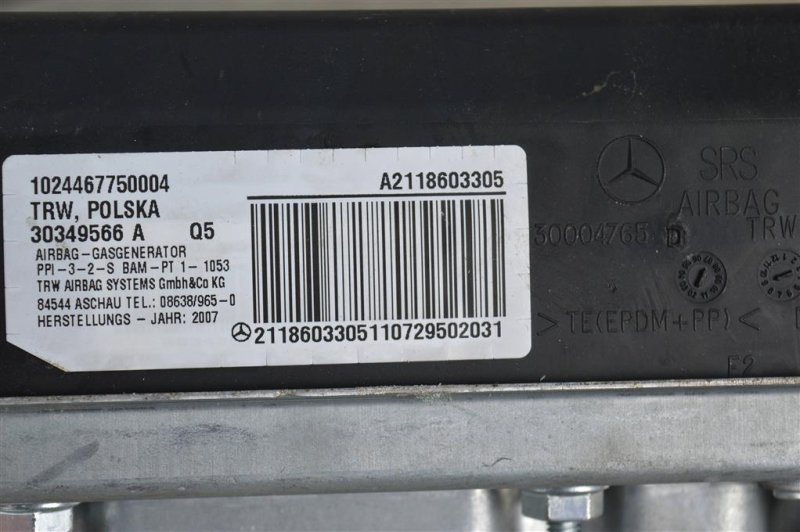 1024467750004
A2118603305
TRW, POLSKA
30349566 A Q5
AIRBAG-GASGENERATOR
PPI-3-2-S BAM-PT 1- 1053
TRW AIRBAG SYSTEMS GmbH&Co KG
84544 ASCHAU TEL.: 08638/965-0
HERSTELLUNGS - JAHR: 2007
2118603305110729502031
SRS
AIRBAG
TRW
30004765 D
>TE(EPDM+PP)<
E2